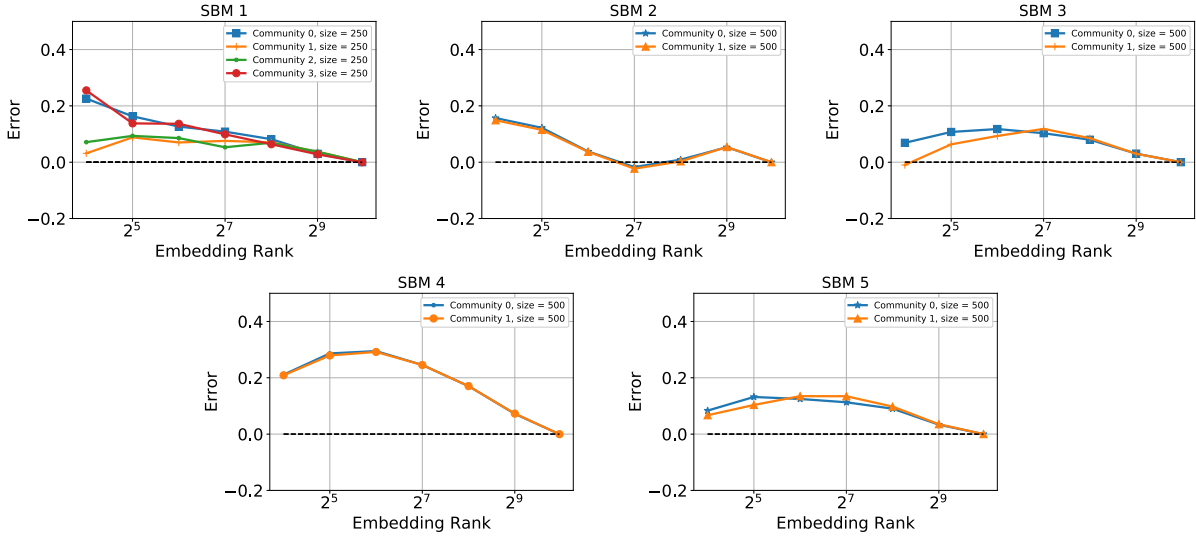 SBM 1
Community 0, size = 250
Community 1, size = 250
Community 2, size = 250
Community 3, size = 250
0.4
0.2
0.0
−0.2
Error
2^5
2^7
2^9
Embedding Rank
SBM 2
Community 0, size = 500
Community 1, size = 500
0.4
0.2
0.0
−0.2
Error
2^5
2^7
2^9
Embedding Rank
SBM 3
Community 0, size = 500
Community 1, size = 500
0.4
0.2
0.0
−0.2
Error
2^5
2^7
2^9
Embedding Rank
SBM 4
Community 0, size = 500
Community 1, size = 500
0.4
0.2
0.0
−0.2
Error
2^5
2^7
2^9
Embedding Rank
SBM 5
Community 0, size = 500
Community 1, size = 500
0.4
0.2
0.0
−0.2
Error
2^5
2^7
2^9
Embedding Rank